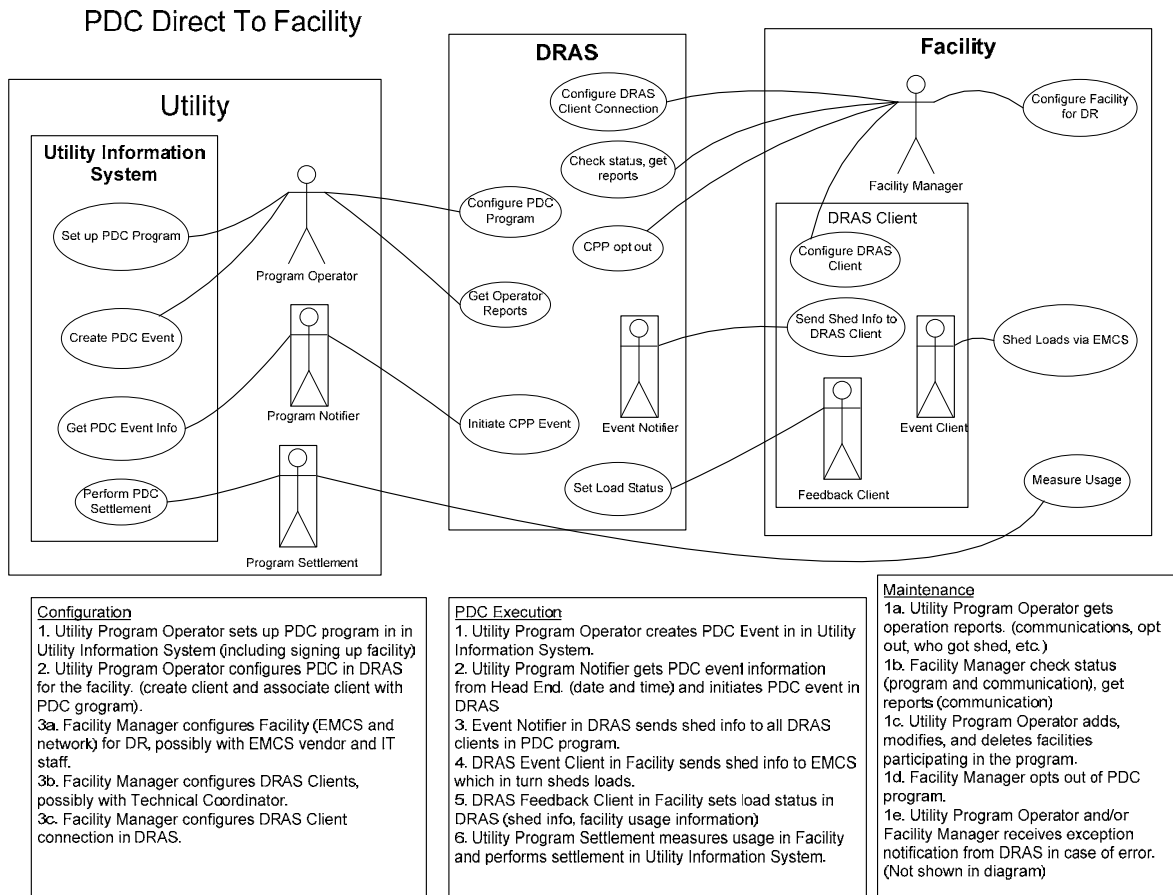 PDC Direct To Facility
Utility
Utility Information
System
Set up PDC Program
Create PDC Event
Get PDC Event Info
Perform PDC
Settlement
Program Operator
Program Notifier
Program Settlement
DRAS
Configure DRAS
Client Connection
Check status, get
reports
Configure PDC
Program
CPP opt out
Get Operator
Reports
Initiate CPP Event
Event Notifier
Set Load Status
Facility
Facility Manager
Configure Facility
for DR
DRAS Client
Configure DRAS
Client
Send Shed Info to
DRAS Client
Event Client
Feedback Client
Shed Loads via EMCS
Measure Usage
Configuration
1. Utility Program Operator sets up PDC program in in
Utility Information System (including signing up facility)
2. Utility Program Operator configures PDC in DRAS
for the facility. (create client and associate client with
PDC grogram).
3a. Facility Manager configures Facility (EMCS and
network) for DR, possibly with EMCS vendor and IT
staff.
3b. Facility Manager configures DRAS Clients,
possibly with Technical Coordinator.
3c. Facility Manager configures DRAS Client
connection in DRAS.
PDC Execution
1. Utility Program Operator creates PDC Event in in Utility
Information System.
2. Utility Program Notifier gets PDC event information
from Head End. (date and time) and initiates PDC event in
DRAS
3. Event Notifier in DRAS sends shed info to all DRAS
clients in PDC program.
4. DRAS Event Client in Facility sends shed info to EMCS
which in turn sheds loads.
5. DRAS Feedback Client in Facility sets load status in
DRAS (shed info, facility usage information)
6. Utility Program Settlement measures usage in Facility
and performs settlement in Utility Information System.
Maintenance
1a. Utility Program Operator gets
operation reports. (communications, opt
out, who got shed, etc.)
1b. Facility Manager check status
(program and communication), get
reports (communication)
1c. Utility Program Operator adds,
modifies, and deletes facilities
participating in the program.
1d. Facility Manager opts out of PDC
program.
1e. Utility Program Operator and/or
Facility Manager receives exception
notification from DRAS in case of error.
(Not shown in diagram)